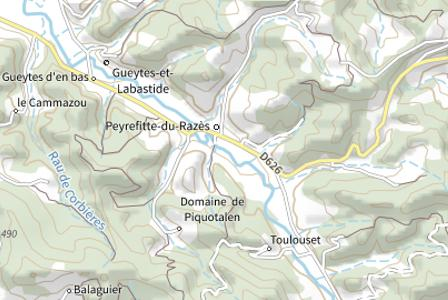 Gueytes d'en bas
Gueytes-et-
Labastide
le Cammazou
Peyrefitte-du-Razès
D626
Rau de Corbières
Domaine de
Piquotalen
490
Toulouset
Balaguier